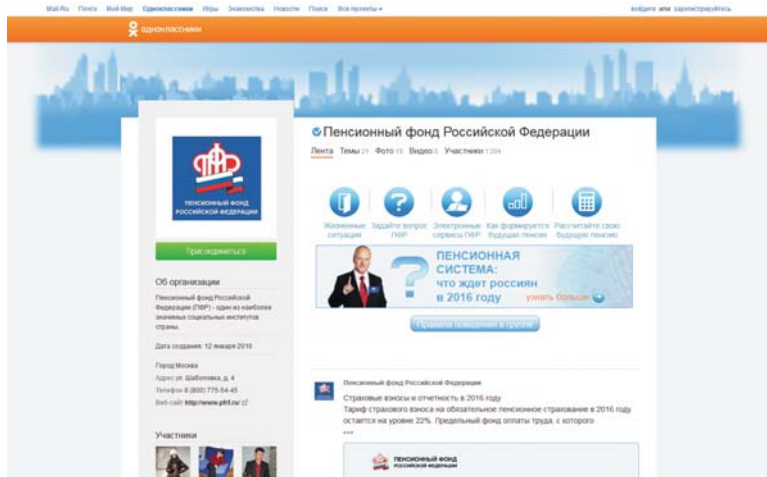 Mail.Ru Почта Мой Мир Одноклассники Игры Знакомства Новости Поиск Все проекты
войдите или зарегистрируйтесь
одноклассники
ПЕНСИОННЫЙ ФОНД
РОССИЙСКОЙ ФЕДЕРАЦИИ
Присоединиться
Об организации
Пенсионный фонд Российской
Федерации (ПФР) - один из наиболее
значимых социальных институтов
страны.
Дата создания: 12 января 2016
Город Москва
Адрес ул. Шаболовка, д. 4
Телефон 8 (800) 775-54-45
Веб-сайт http://www.pfrf.ru/
Участники
Пенсионный фонд Российской Федерации
Лента Темы 21 Фото 15 Видео 0 Участники
Жизненные
ситуации
Задайте вопрос
ПФР
Электронные
сервисы ПФР
Как формируется
будущая пенсия
Рассчитайте свою
будущую пенсию
ПЕНСИОННАЯ
СИСТЕМА:
что ждет россиян
в 2016 году
узнать больше
Правила поведения в группе
Пенсионный фонд Российской Федерации
Страховые взносы и отчетность в 2016 году
Тариф страхового взноса на обязательное пенсионное страхование в 2016 году
остается на уровне 22%. Предельный фонд оплаты труда, с которого
•••
ПЕНСИОННЫЙ ФОНД
РОССИЙСКОЙ ФЕДЕРАЦИИ